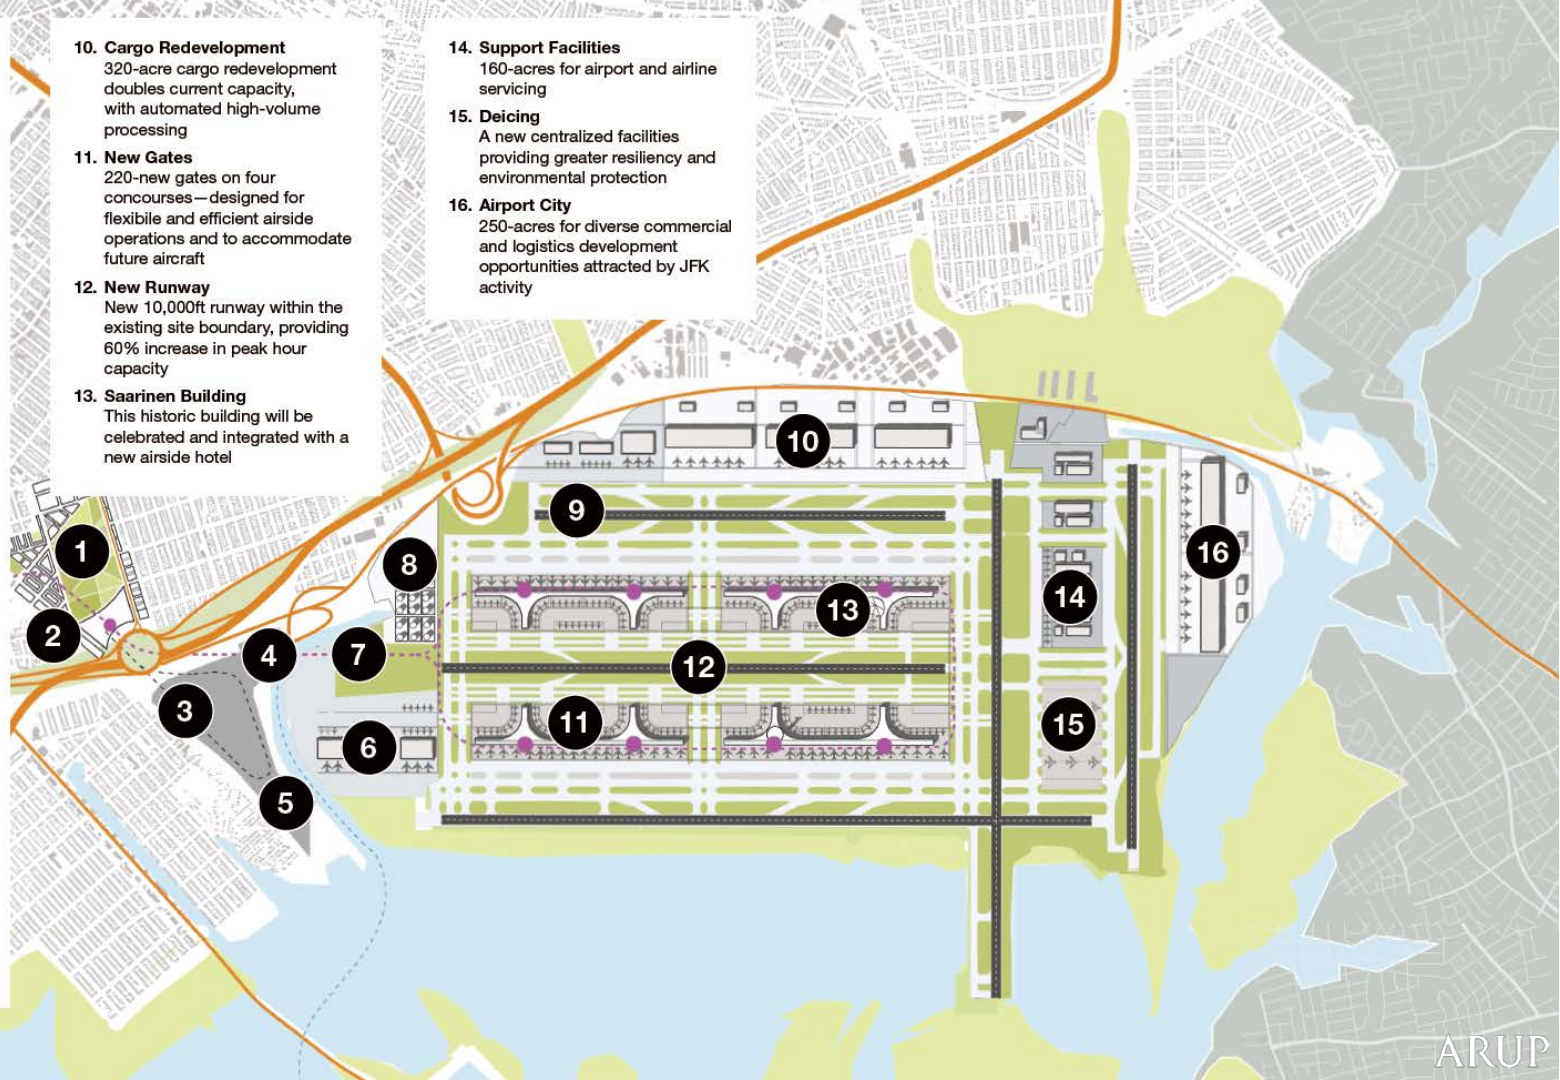 10. Cargo Redevelopment
320-acre cargo redevelopment
doubles current capacity,
with automated high-volume
processing
11. New Gates
220-new gates on four
concourses—designed for
flexibile and efficient airside
operations and to accommodate
future aircraft
12. New Runway
New 10,000ft runway within the
existing site boundary, providing
60% increase in peak hour
capacity
13. Saarinen Building
This historic building will be
celebrated and integrated with a
new airside hotel
14. Support Facilities
160-acres for airport and airline
servicing
15. Deicing
A new centralized facilities
providing greater resiliency and
environmental protection
16. Airport City
250-acres for diverse commercial
and logistics development
opportunities attracted by JFK
activity
10
9
1
8
16
14
13
2
4
7
12
3
11
15
6
5
ARUP